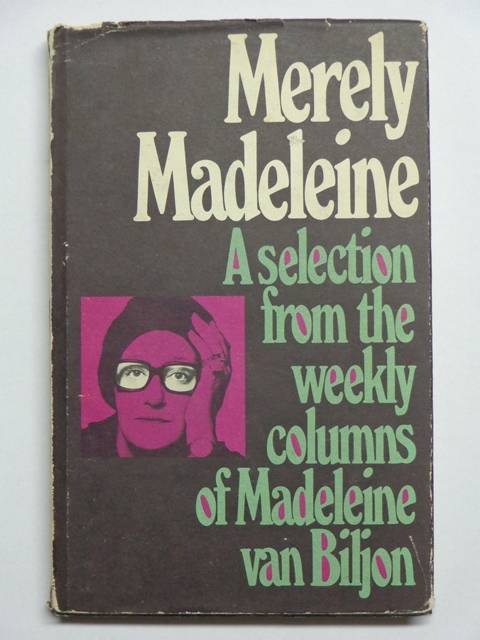 Merely
Madeleine
A selection
from the
weekly
columns
of Madeleine
van Biljon